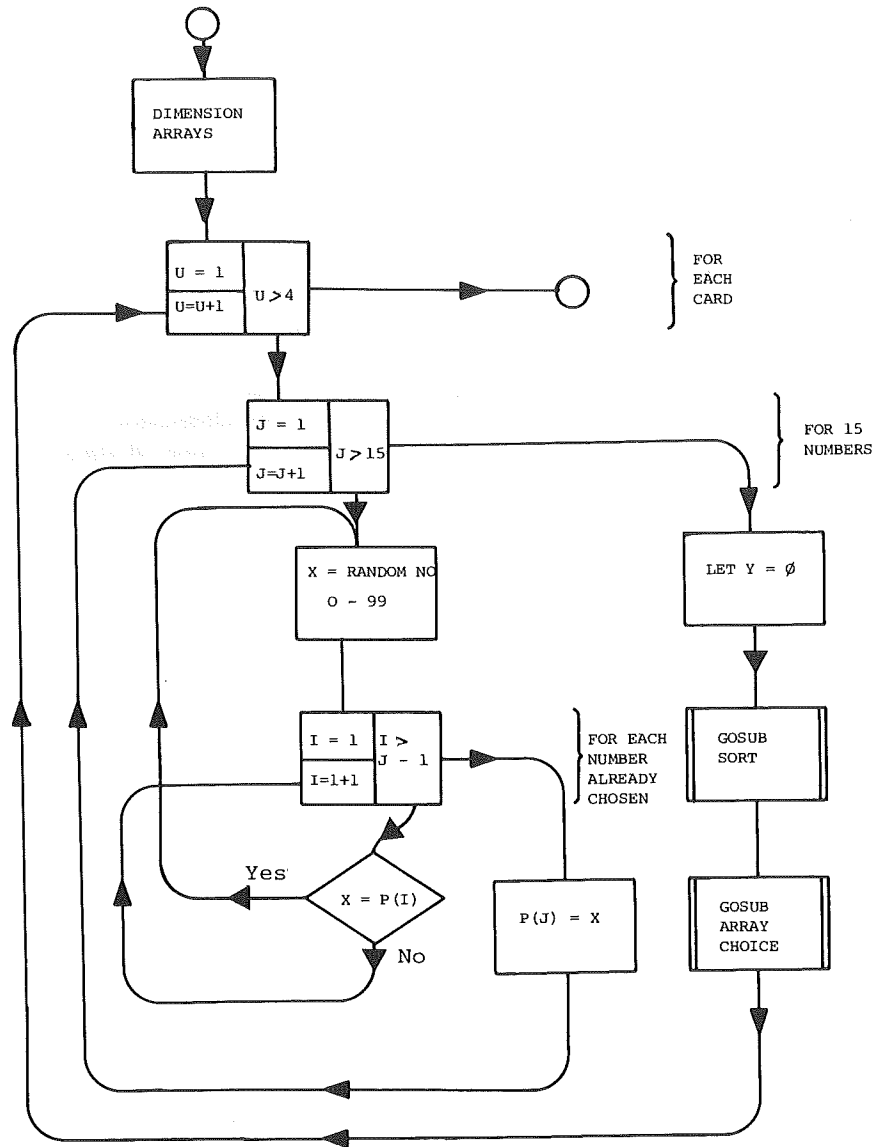 DIMENSION
ARRAYS
U = 1
U=U+1
U>4
FOR
EACH
CARD
J = 1
J=J+1
J>15
FOR 15
NUMBERS
X = RANDOM NO
O - 99
LET Y = Ø
I = 1
I=1+1
I >
J - 1
FOR EACH
NUMBER
ALREADY
CHOSEN
GOSUB
SORT
Yes
X = P(I)
No
P(J) = X
GOSUB
ARRAY
CHOICE